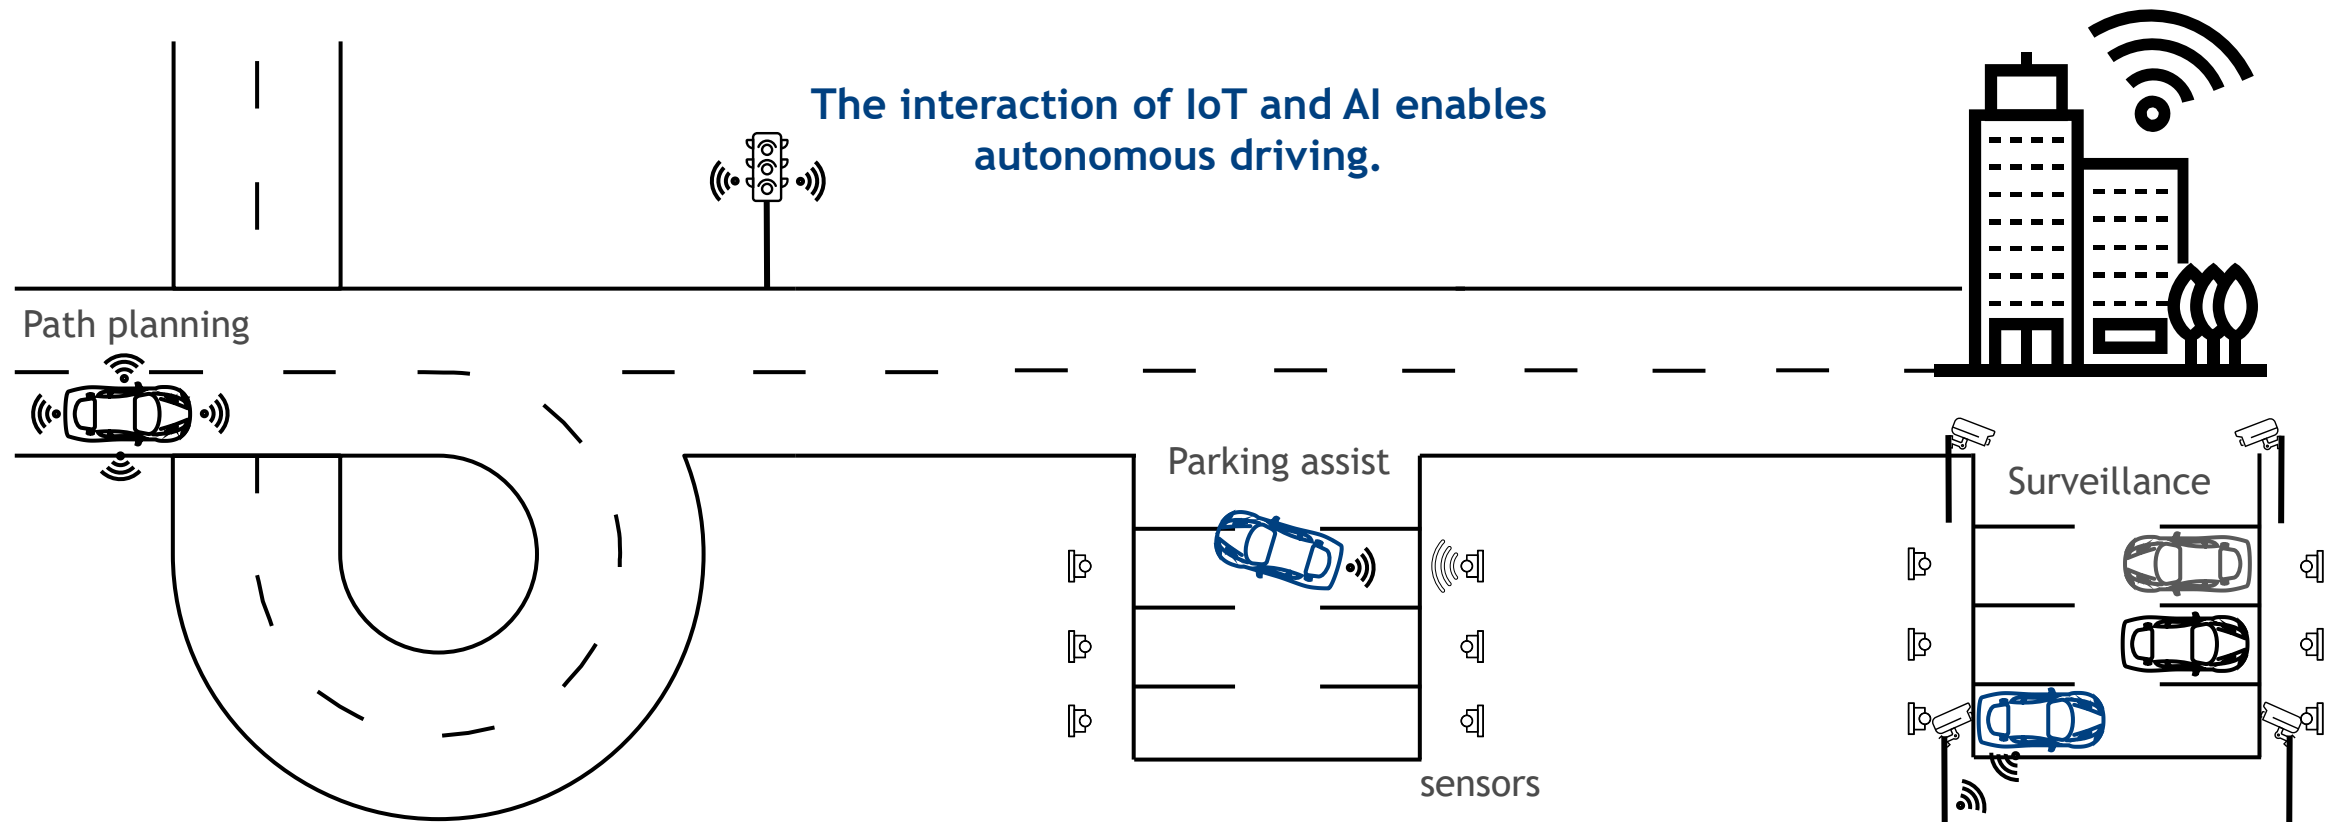 The interaction of IoT and AI enables
autonomous driving.
Path planning
Parking assist
Surveillance
sensors